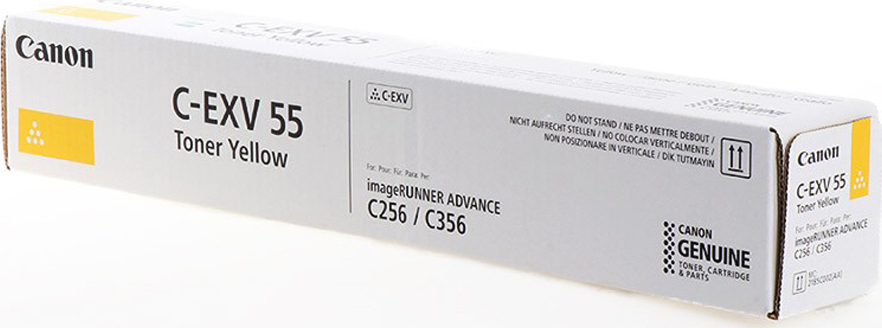 Canon
C-EXV 55
Toner Yellow
C-EXV
For: Pour: Für: Para: Per:
imageRUNNER ADVANCE
C256 / C356
DO NOT STAND / NE PAS METTRE DEBOUT /
NICHT AUFRECHT STELLEN / NO COLOCAR VERTICALMENTE /
NON POSIZIONARE IN VERTICALE / DİK TUTMAYIN
CANON
GENUINE
TONER, CARTRIDGE
& PARTS
Canon
C-EXV 55
Toner Yellow
For: Pour: Für: Para: Per:
imageRUNNER ADVANCE
C256 / C356
2185C002(AA)